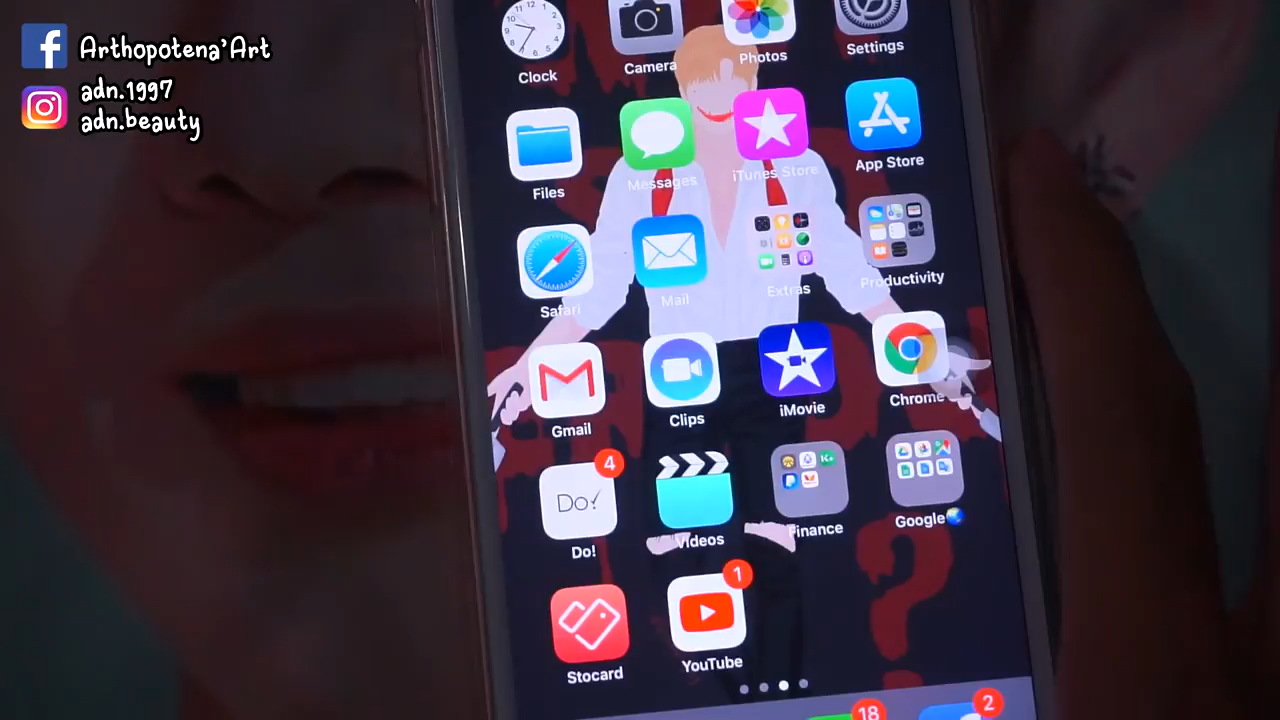 Arthopotena'Art
adn.1997
adn.beauty
Clock
Camera
Photos
Settings
Files
Messages
iTunes Store
App Store
Safari
Mail
Extras
Productivity
Gmail
Clips
iMovie
Chrome
4
Do!
Do!
Videos
K+
Finance
Google
1
Stocard
YouTube
18
2